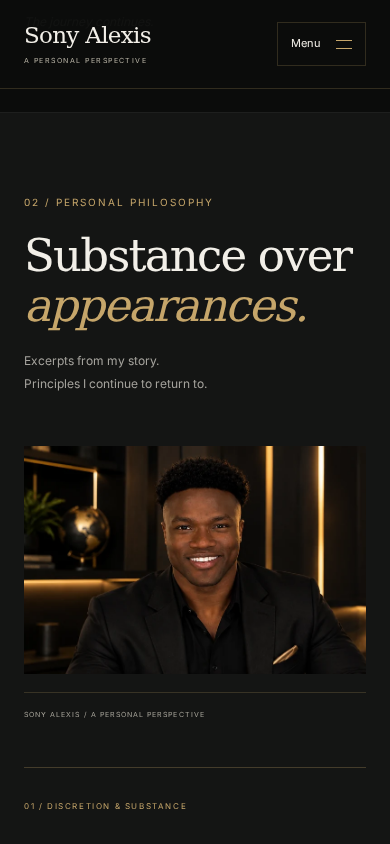 Sony Alexis
A PERSONAL PERSPECTIVE
Menu
02 / PERSONAL PHILOSOPHY
Substance over
appearances.
Excerpts from my story.
Principles I continue to return to.
SONY ALEXIS / A PERSONAL PERSPECTIVE
01 / DISCRETION & SUBSTANCE